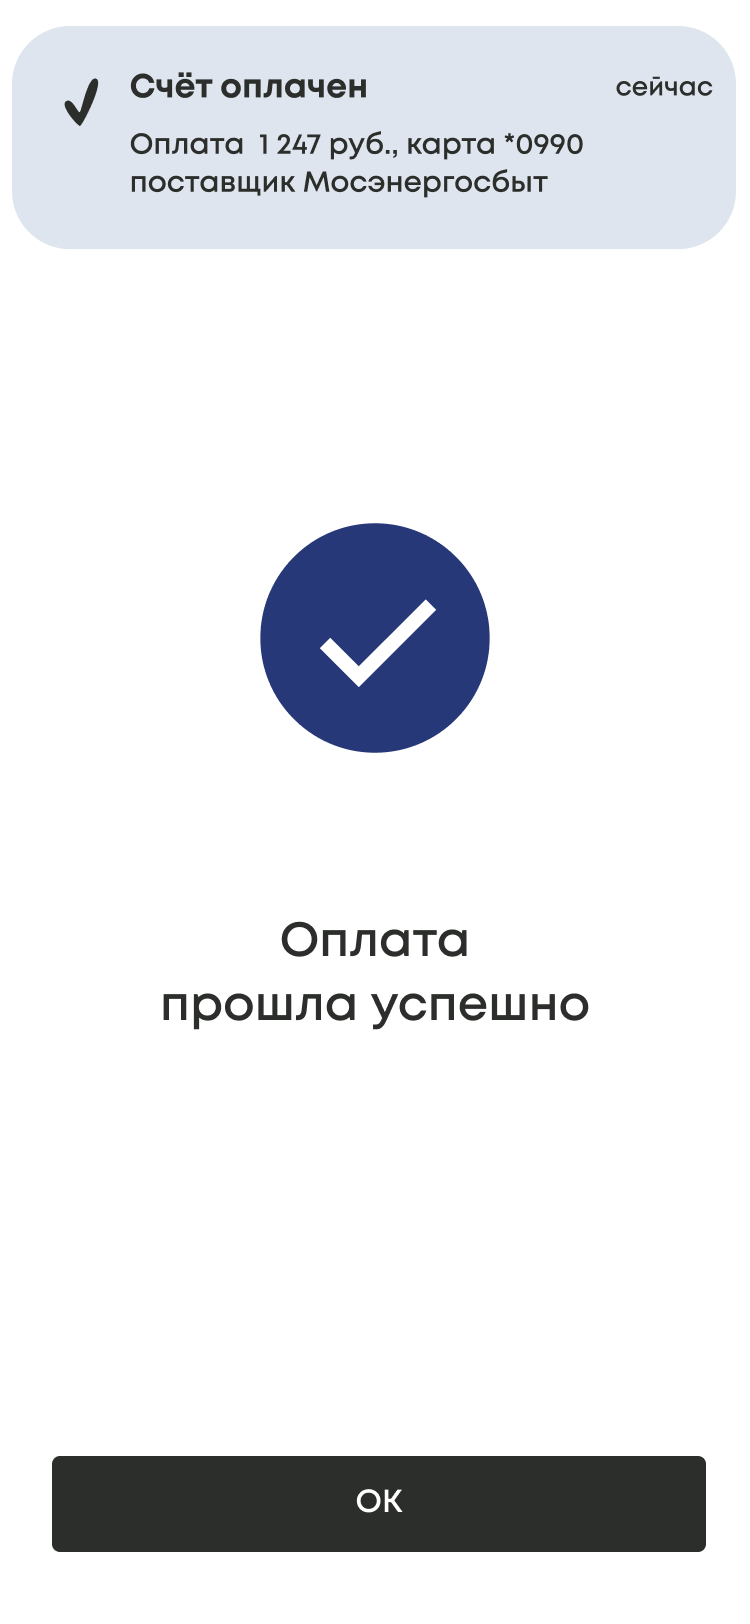 Счёт оплачен сейчас
Оплата 1 247 руб., карта *0990
поставщик Мосэнергосбыт
Оплата
прошла успешно
ОК